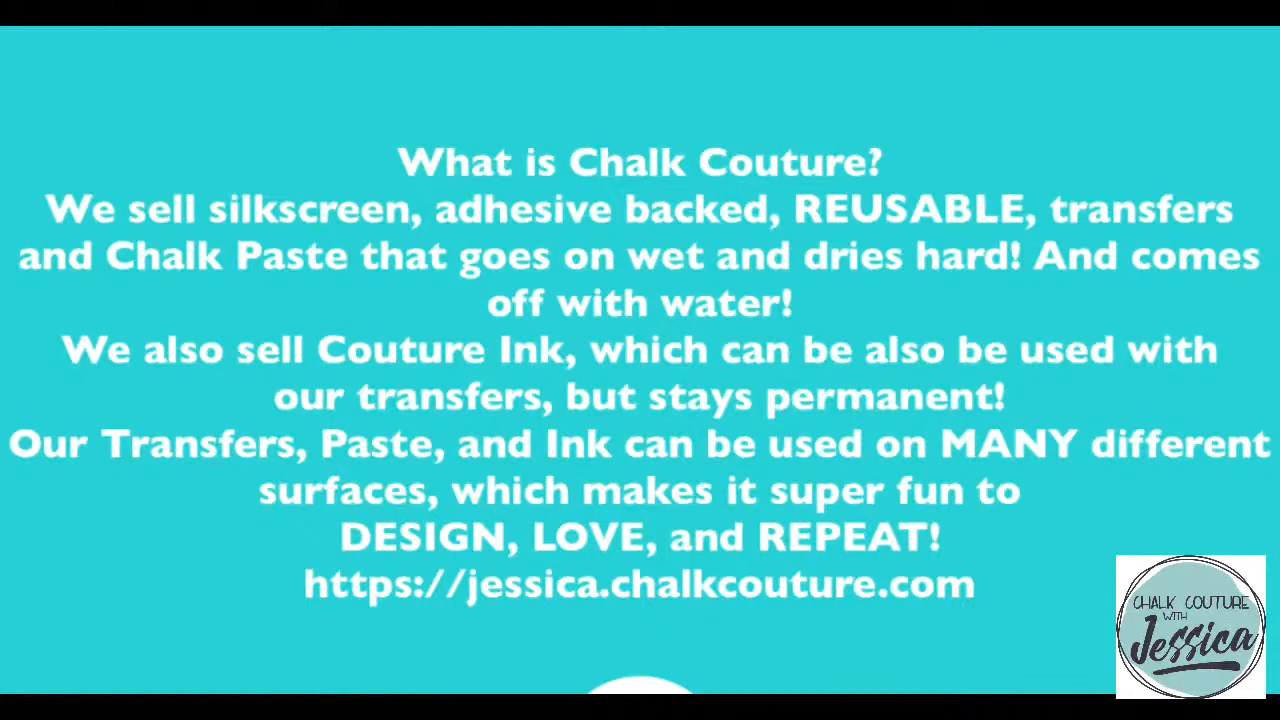 What is Chalk Couture?
We sell silkscreen, adhesive backed, REUSABLE, transfers
and Chalk Paste that goes on wet and dries hard! And comes
off with water!
We also sell Couture Ink, which can be also be used with
our transfers, but stays permanent!
Our Transfers, Paste, and Ink can be used on MANY different
surfaces, which makes it super fun to
DESIGN, LOVE, and REPEAT!
https://jessica.chalkcouture.com
CHALK COUTURE
WITH
Jessica